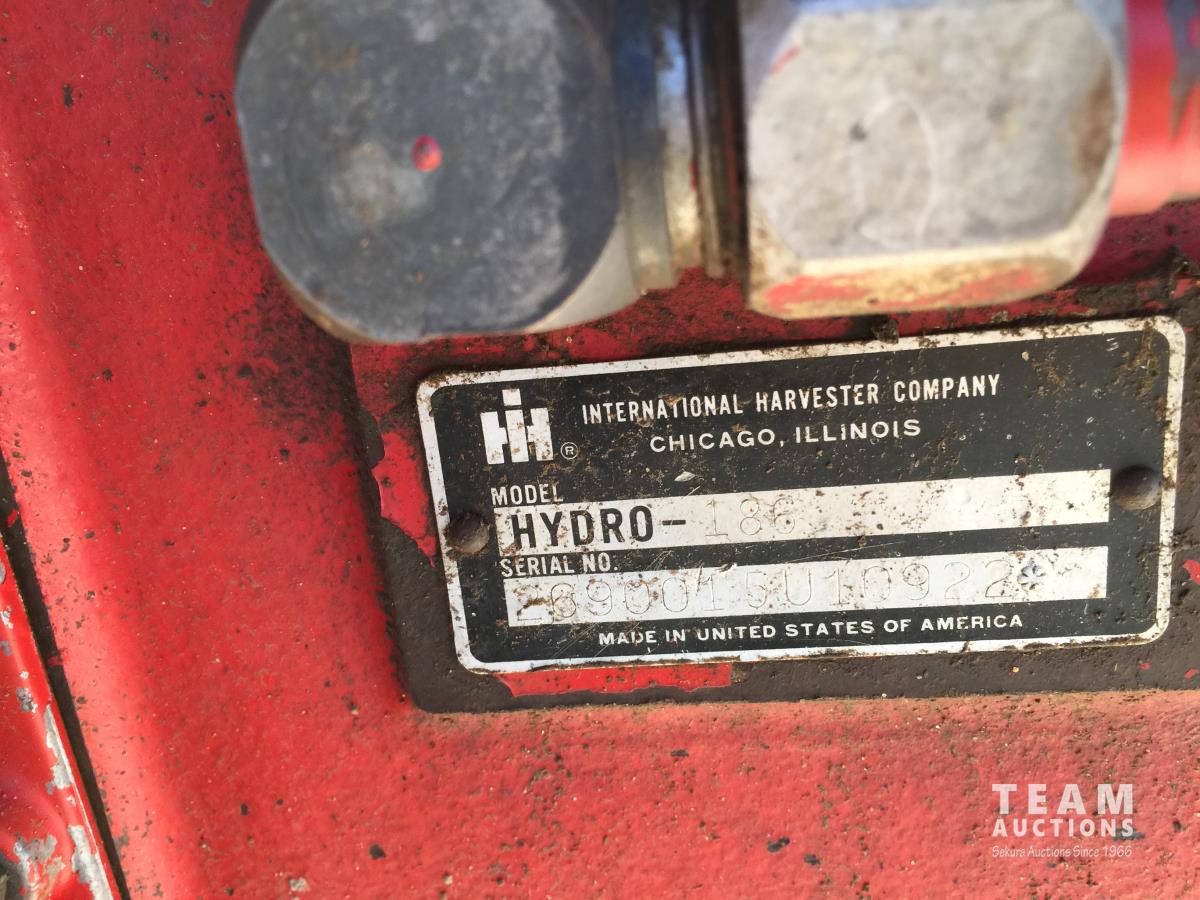 IH ®
INTERNATIONAL HARVESTER COMPANY
CHICAGO, ILLINOIS
MODEL
HYDRO- 186
SERIAL NO.
2690015U10922*
MADE IN UNITED STATES OF AMERICA
TEAM
AUCTIONS
Sekura Auctions Since 1966